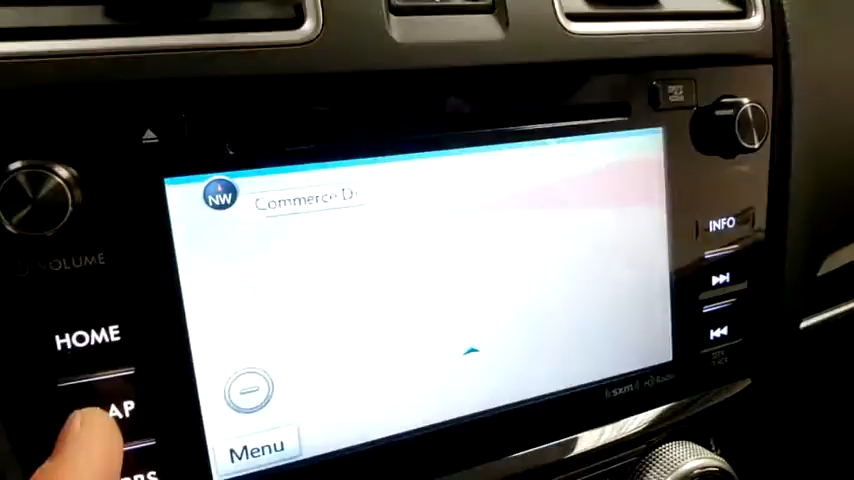 NW
Commerce D
VOLUME
INFO
HOME
AP
Menu